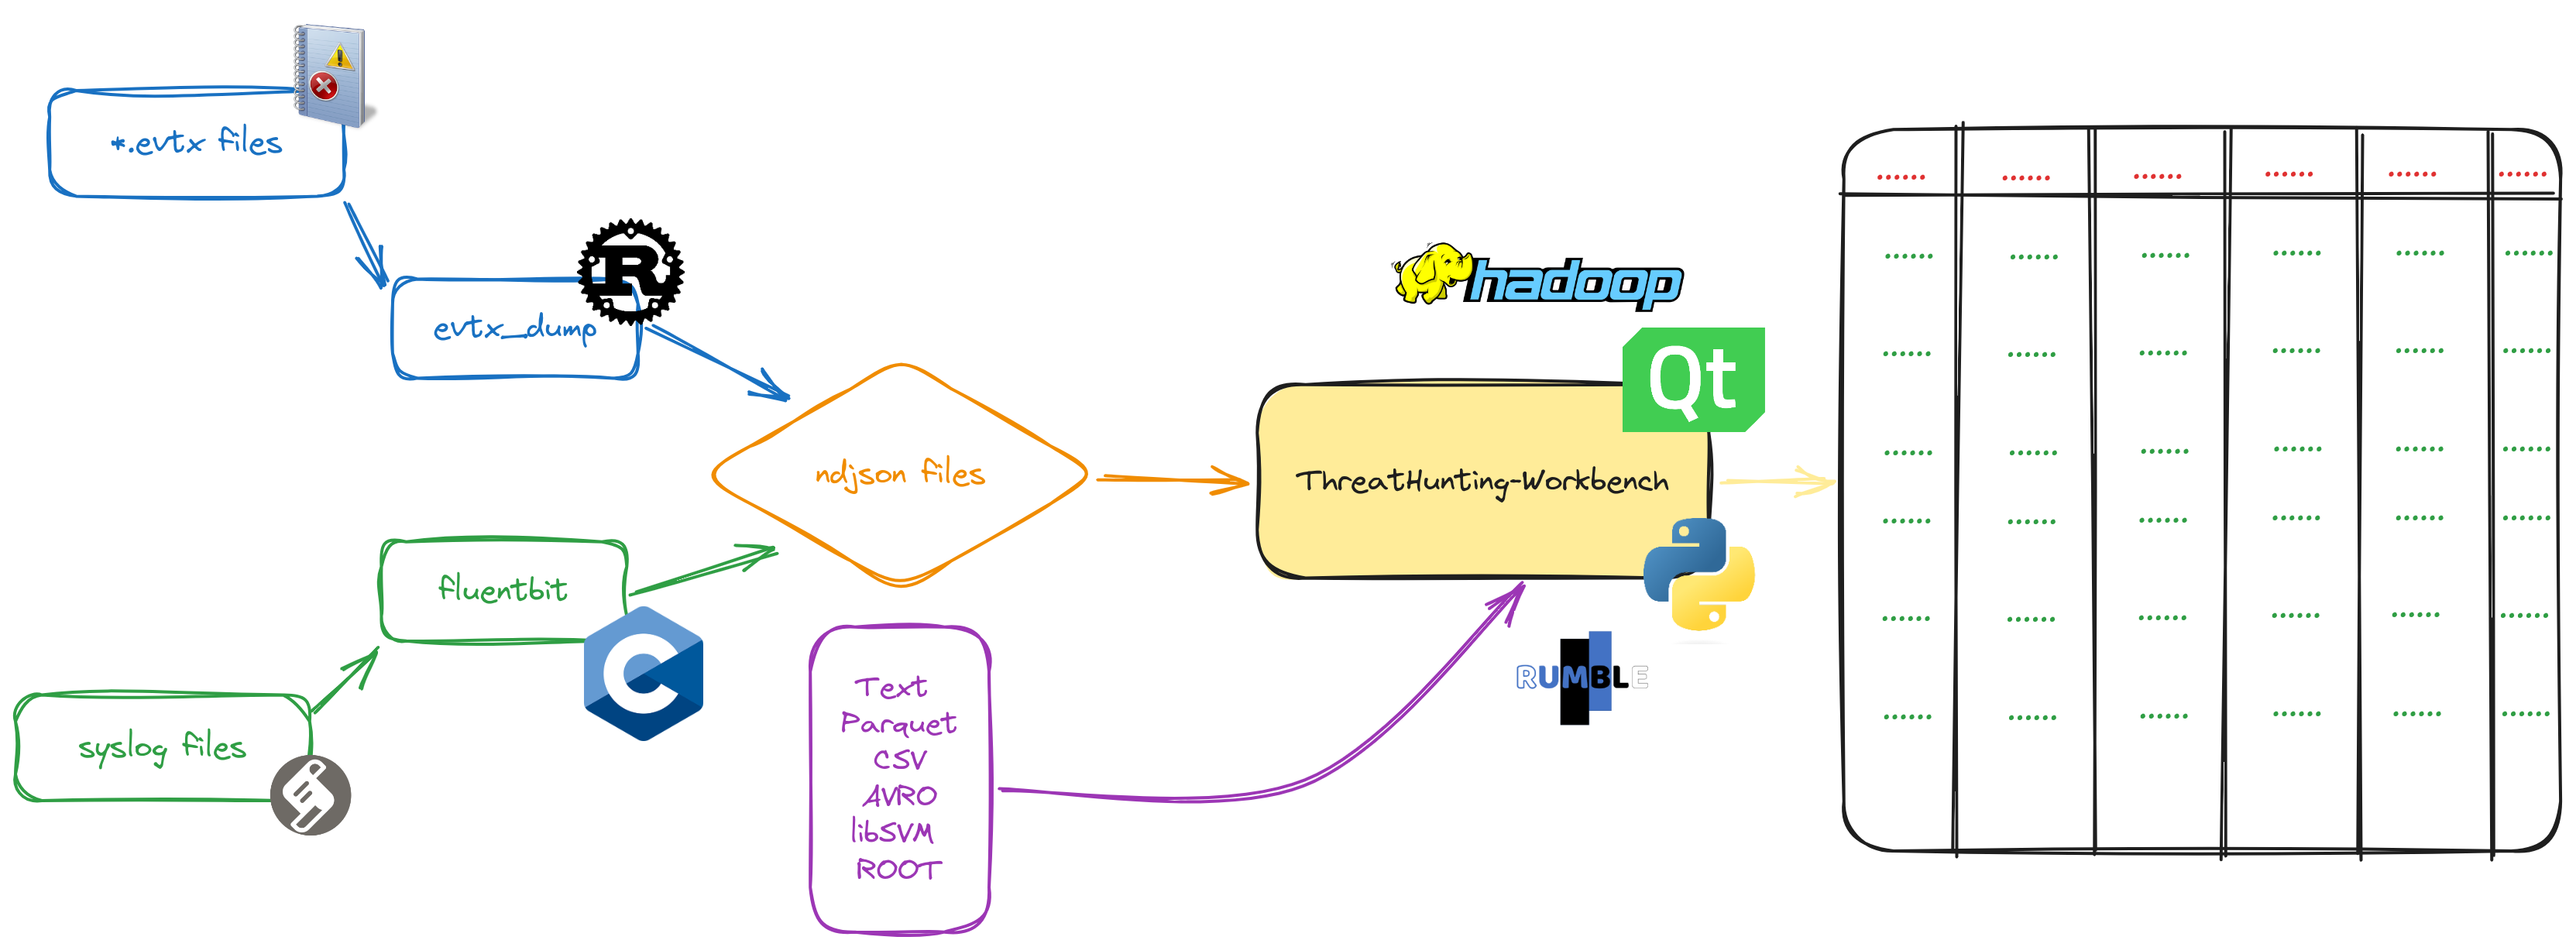 *.evtx files
R
evtx_dump
hadoop
Qt
ndjson files
ThreatHunting-Workbench
fluentbit
C
RUMBLE
Text
Parquet
CSV
AVRO
libSVM
ROOT
syslog files